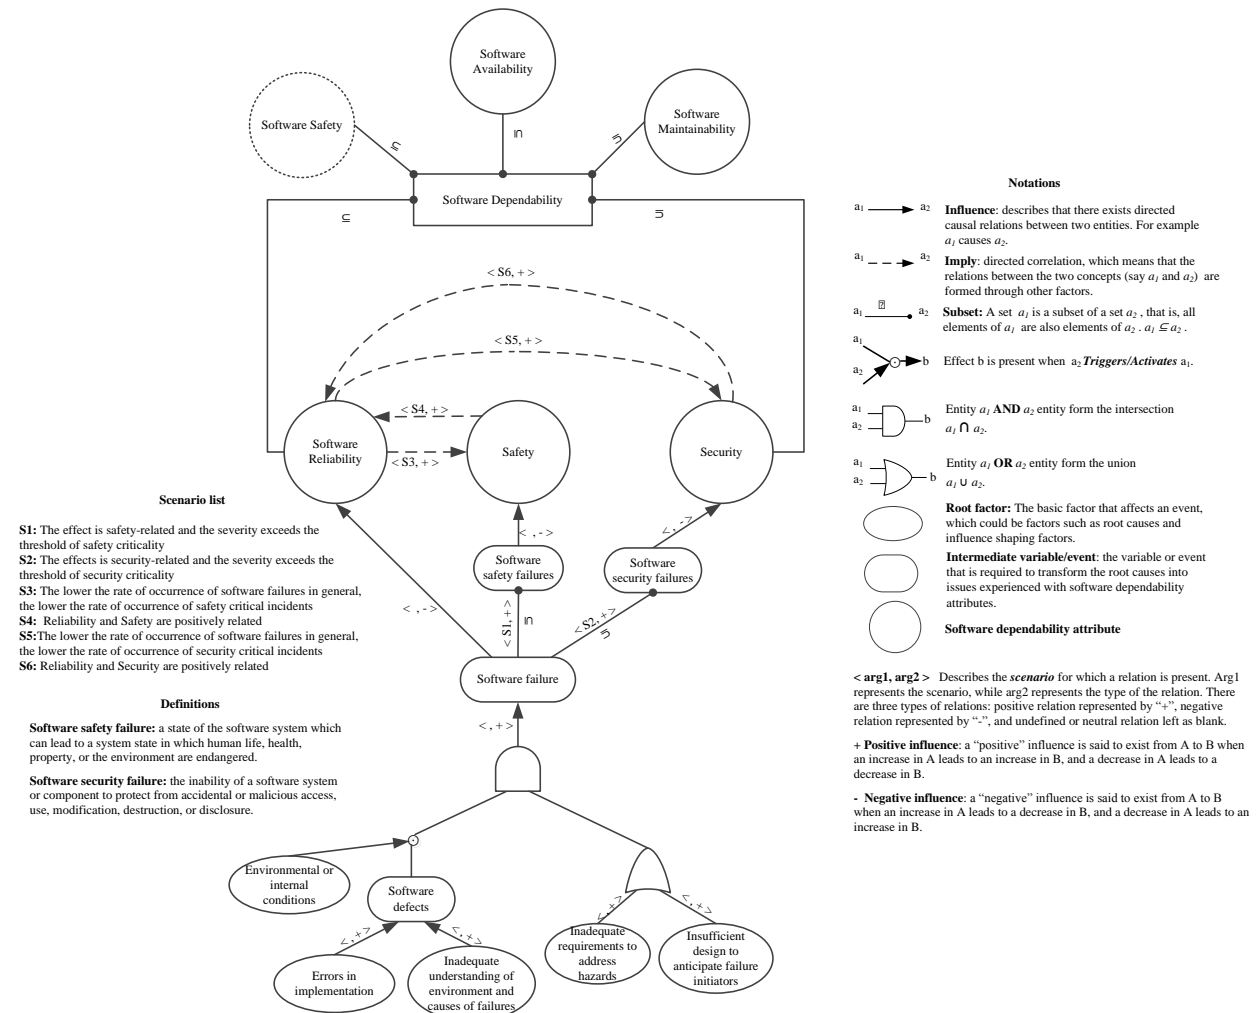 Software
Availability
Software Safety
Software
Maintainability
⊆
⊆
⊆
Software Dependability
⊆
⊆
< S6, + >
< S5, + >
< S4, + >
< S3, + >
Software
Reliability
Safety
Security
< , - >
< , - >
< , - >
Software
safety failures
Software
security failures
< S1, + >
⊆
< S2, + >
⊆
Software failure
< , + >
Environmental or
internal
conditions
Software
defects
< , + >
< , + >
< , + >
< , + >
Errors in
implementation
Inadequate
understanding of
environment and
causes of failures
Inadequate
requirements to
address
hazards
Insufficient
design to
anticipate failure
initiators
Scenario list
S1: The effect is safety-related and the severity exceeds the
threshold of safety criticality
S2: The effects is security-related and the severity exceeds the
threshold of security criticality
S3: The lower the rate of occurrence of software failures in general,
the lower the rate of occurrence of safety critical incidents
S4: Reliability and Safety are positively related
S5:The lower the rate of occurrence of software failures in general,
the lower the rate of occurrence of security critical incidents
S6: Reliability and Security are positively related
Definitions
Software safety failure: a state of the software system which
can lead to a system state in which human life, health,
property, or the environment are endangered.
Software security failure: the inability of a software system
or component to protect from accidental or malicious access,
use, modification, destruction, or disclosure.
Notations
a₁ a₂ Influence: describes that there exists directed
causal relations between two entities. For example
a₁ causes a₂.
a₁ a₂ Imply: directed correlation, which means that the
relations between the two concepts (say a₁ and a₂) are
formed through other factors.
a₁ a₂ Subset: A set a₁ is a subset of a set a₂ , that is, all
elements of a₁ are also elements of a₂ . a₁ ⊆ a₂ .
a₁
a₂ b Effect b is present when a₂ Triggers/Activates a₁.
a₁
a₂ b Entity a₁ AND a₂ entity form the intersection
a₁ ∩ a₂.
a₁
a₂ b Entity a₁ OR a₂ entity form the union
a₁ ∪ a₂.
Root factor: The basic factor that affects an event,
which could be factors such as root causes and
influence shaping factors.
Intermediate variable/event: the variable or event
that is required to transform the root causes into
issues experienced with software dependability
attributes.
Software dependability attribute
< arg1, arg2 > Describes the scenario for which a relation is present. Arg1
represents the scenario, while arg2 represents the type of the relation. There
are three types of relations: positive relation represented by “+”, negative
relation represented by “-”, and undefined or neutral relation left as blank.
+ Positive influence: a “positive” influence is said to exist from A to B when
an increase in A leads to an increase in B, and a decrease in A leads to a
decrease in B.
- Negative influence: a “negative” influence is said to exist from A to B
when an increase in A leads to a decrease in B, and a decrease in A leads to an
increase in B.